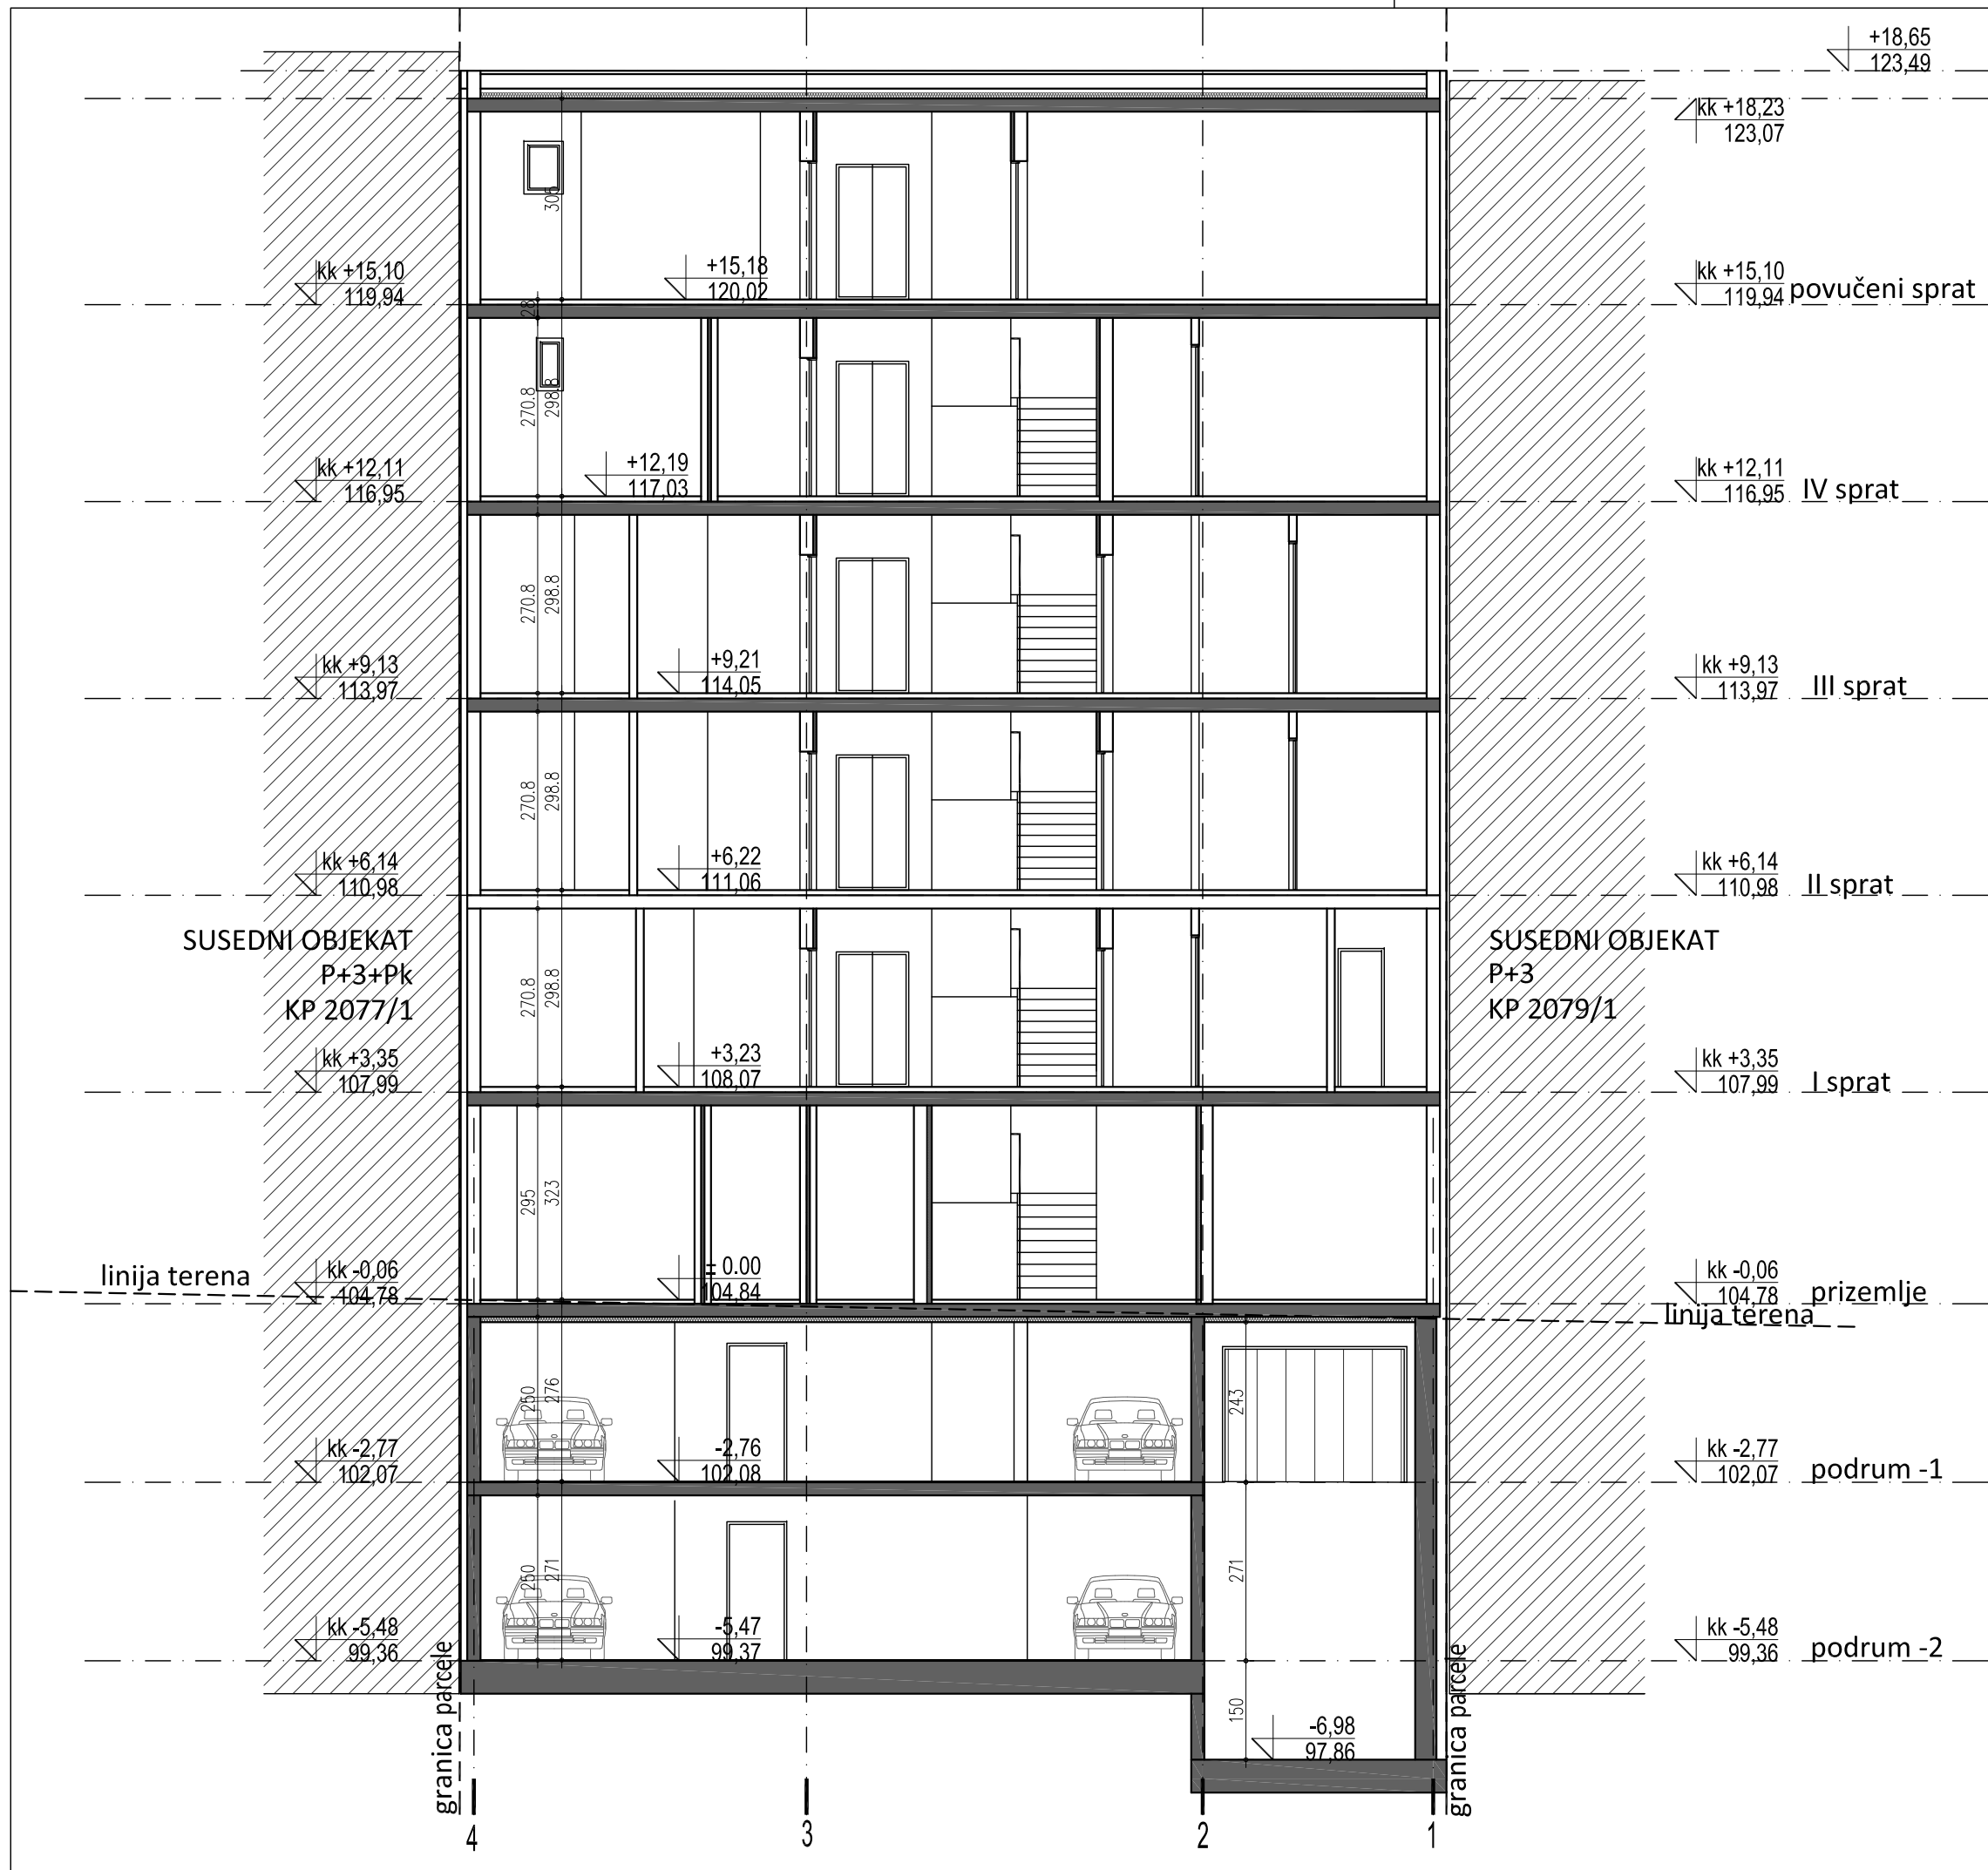 +18,65
123,49
kk +18,23
123,07
305
kk +15,10
119,94
+15,18
120,02
kk +15,10
119,94
povučeni sprat
28
270.8
298.8
kk +12,11
116,95
+12,19
117,03
kk +12,11
116,95
IV sprat
270.8
298.8
kk +9,13
113,97
+9,21
114,05
kk +9,13
113,97
III sprat
270.8
298.8
kk +6,14
110,98
+6,22
111,06
kk +6,14
110,98
II sprat
SUSEDNI OBJEKAT
P+3+Pk
KP 2077/1
270.8
298.8
SUSEDNI OBJEKAT
P+3
KP 2079/1
kk +3,35
107,99
+3,23
108,07
kk +3,35
107,99
I sprat
295
323
linija terena
kk -0,06
104,78
± 0.00
104,84
kk -0,06
104,78
prizemlje
linija terena
250
276
243
kk -2,77
102,07
-2,76
102,08
kk -2,77
102,07
podrum -1
250
271
271
kk -5,48
99,36
-5,47
99,37
kk -5,48
99,36
podrum -2
granica parcele
150
-6,98
97,86
granica parcele
4
3
2
1